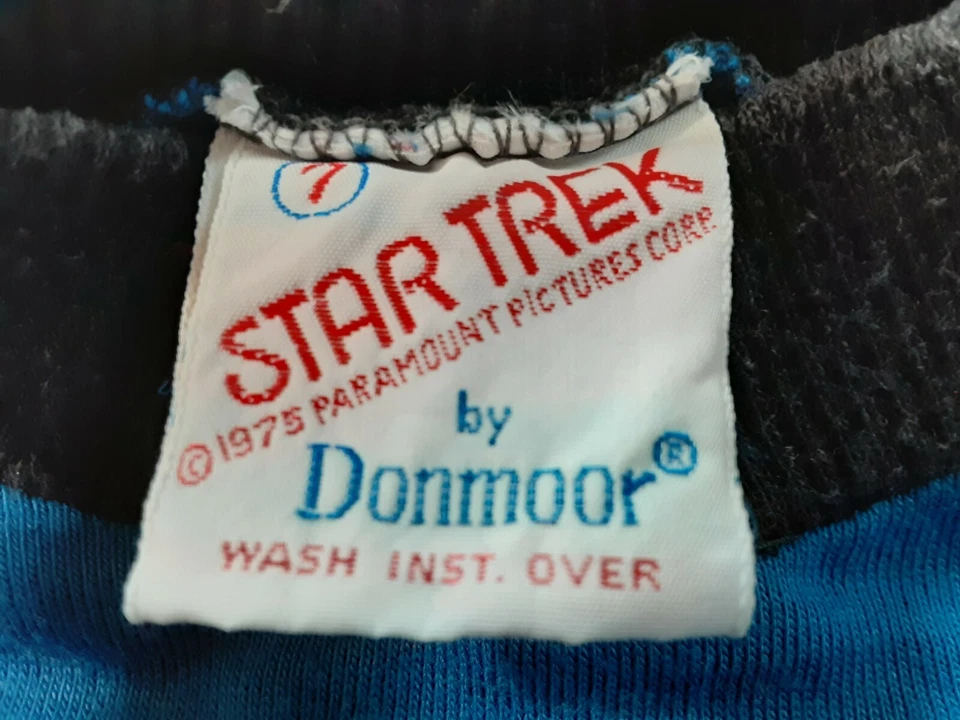 7
STAR TREK
©1975 PARAMOUNT PICTURES CORP.
by
Donmoor®
WASH INST. OVER